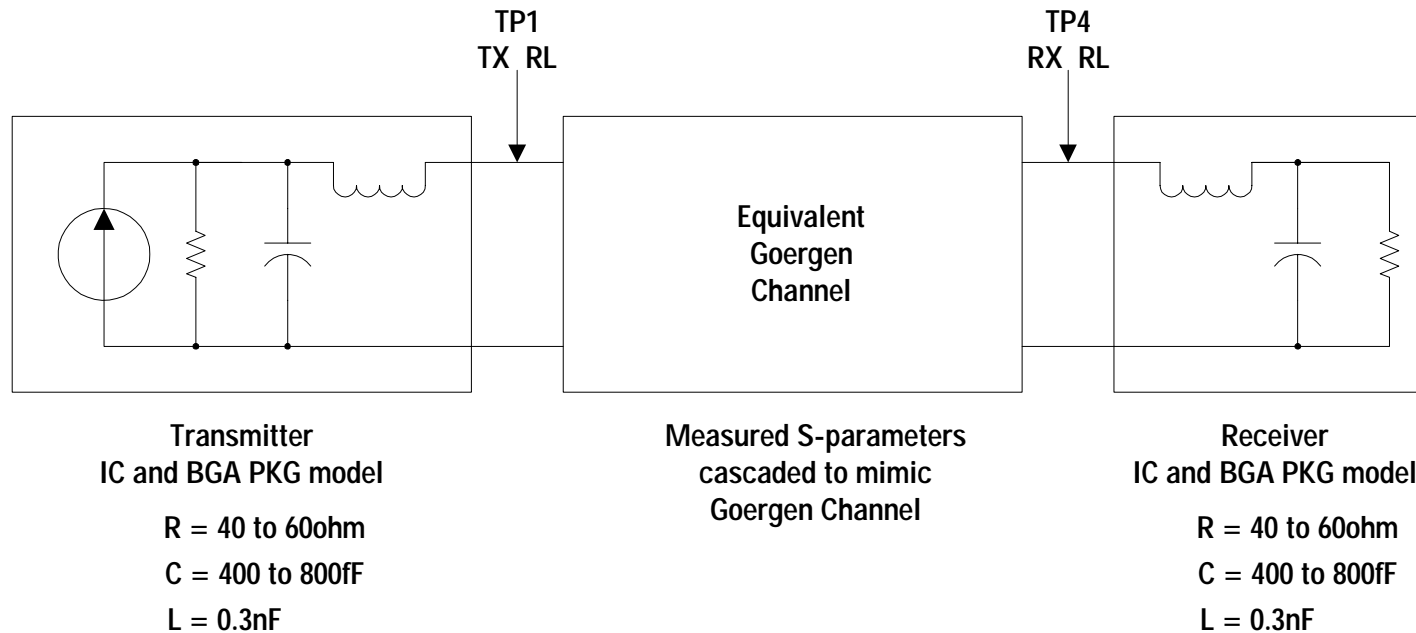 TP1
TX RL
TP4
RX RL
Equivalent
Goergen
Channel
Transmitter
IC and BGA PKG model
R = 40 to 60ohm
C = 400 to 800fF
L = 0.3nF
Measured S-parameters
cascaded to mimic
Goergen Channel
Receiver
IC and BGA PKG model
R = 40 to 60ohm
C = 400 to 800fF
L = 0.3nF